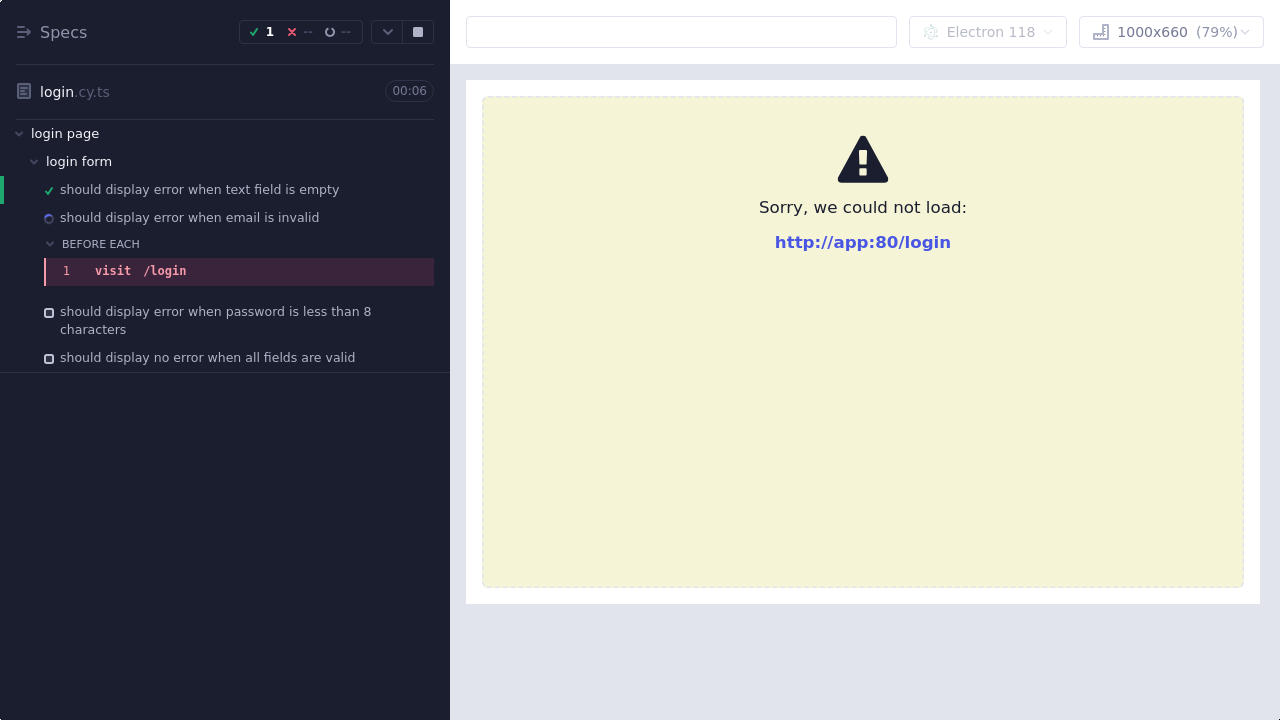 Specs
1 -- --
login.cy.ts
00:06
login page
login form
should display error when text field is empty
should display error when email is invalid
BEFORE EACH
1 visit /login
should display error when password is less than 8
characters
should display no error when all fields are valid
Electron 118
1000x660 (79%)
Sorry, we could not load:
http://app:80/login